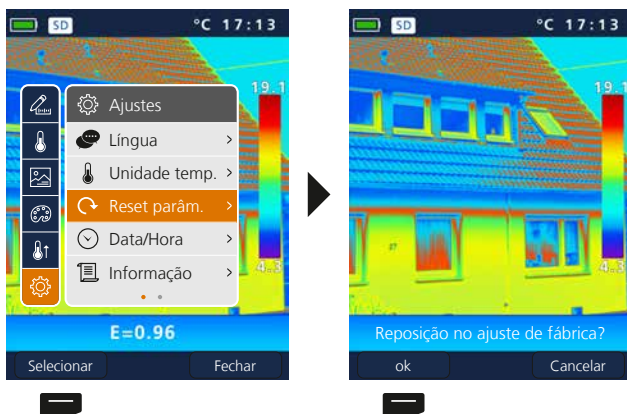 SD °C 17:13
19.1
Ajustes
Língua
Unidade temp.
Reset parâm.
Data/Hora
Informação
4.3
E=0.96
Selecionar Fechar
SD °C 17:13
19.1
4.3
Reposição no ajuste de fábrica?
ok Cancelar